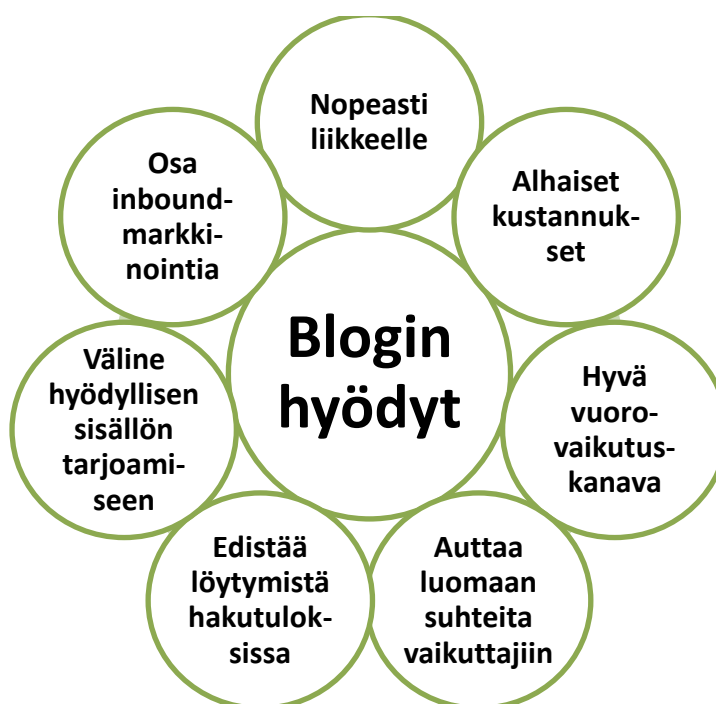 Nopeasti
liikkeelle
Osa
inbound-
markki-
nointia
Alhaiset
kustannuk-
set
Blogin
hyödyt
Väline
hyödyllisen
sisällön
tarjoami-
seen
Hyvä
vuoro-
vaikutus-
kanava
Edistää
löytymistä
hakutulok-
sissa
Auttaa
luomaan
suhteita
vaikuttajiin